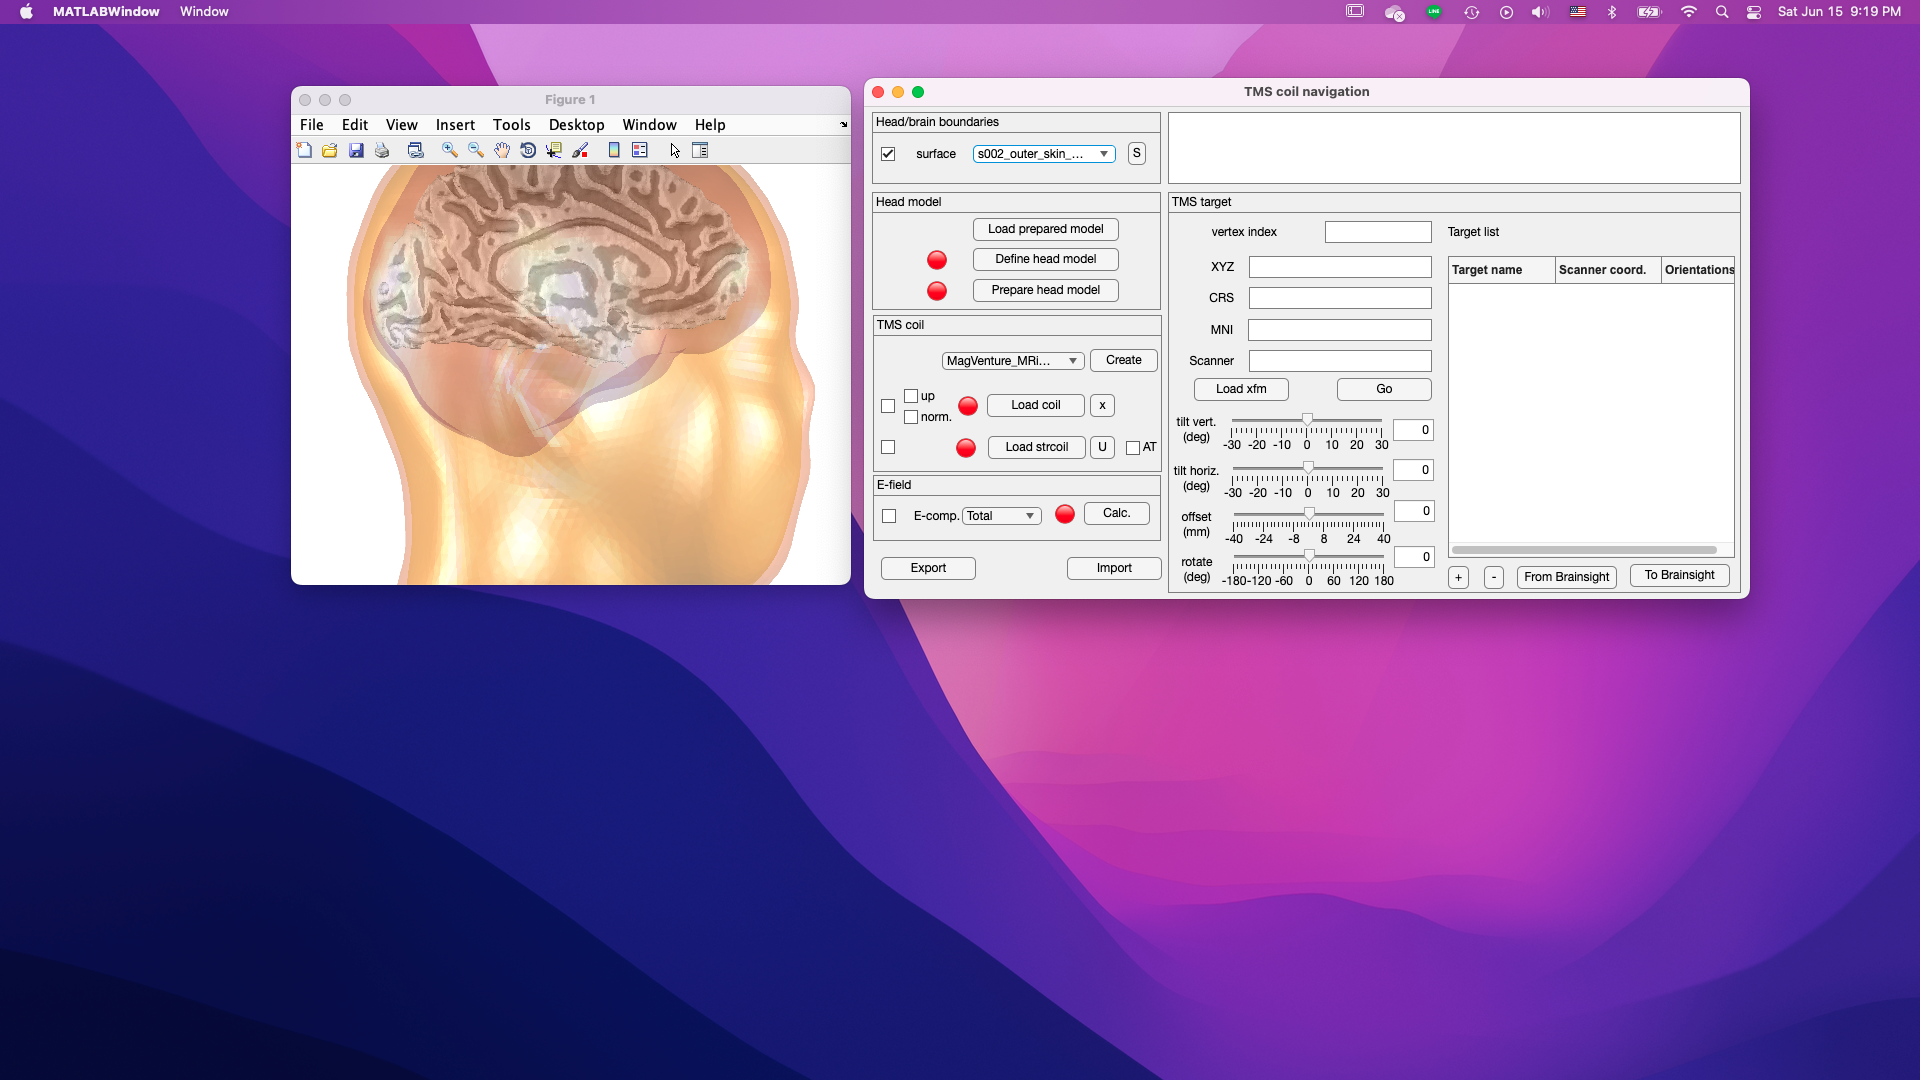 MATLABWindow Window
LINE
Sat Jun 15 9:19 PM
Figure 1
File Edit View Insert Tools Desktop Window Help
TMS coil navigation
Head/brain boundaries
surface s002_outer_skin_... S
Head model
Load prepared model
Define head model
Prepare head model
TMS coil
MagVenture_MRi... Create
up
norm.
Load coil x
Load strcoil U AT
E-field
E-comp. Total Calc.
Export Import
TMS target
vertex index
XYZ
CRS
MNI
Scanner
Load xfm Go
tilt vert.
(deg)
-30 -20 -10 0 10 20 30
0
tilt horiz.
(deg)
-30 -20 -10 0 10 20 30
0
offset
(mm)
-40 -24 -8 8 24 40
0
rotate
(deg)
-180 -120 -60 0 60 120 180
0
Target list
Target name Scanner coord. Orientations
+ - From Brainsight To Brainsight